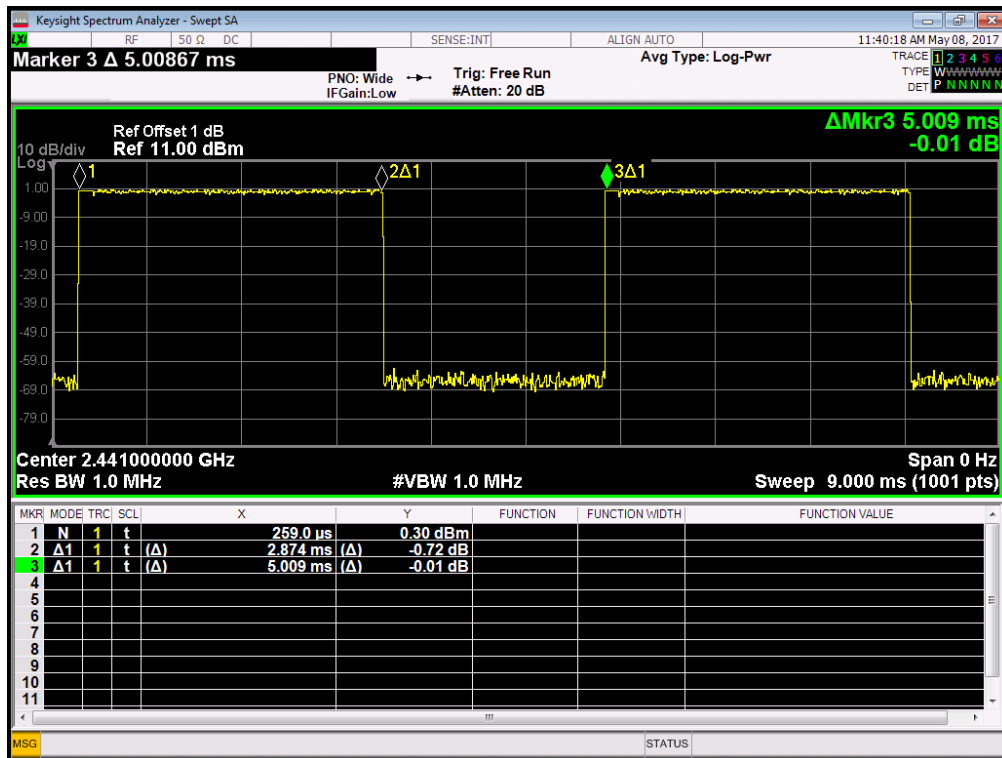 Keysight Spectrum Analyzer - Swept SA
LXI RF 50 Ω DC SENSE:INT ALIGN AUTO 11:40:18 AM May 08, 2017
Marker 3 Δ 5.00867 ms
PNO: Wide
IFGain:Low
Trig: Free Run
#Atten: 20 dB
Avg Type: Log-Pwr
TRACE 1 2 3 4 5 6
TYPE WWWWWW
DET P N N N N N
Ref Offset 1 dB
10 dB/div Ref 11.00 dBm
Log
ΔMkr3 5.009 ms
-0.01 dB
1
2Δ1
3Δ1
1.00
-9.00
-19.0
-29.0
-39.0
-49.0
-59.0
-69.0
-79.0
Center 2.441000000 GHz Span 0 Hz
Res BW 1.0 MHz #VBW 1.0 MHz Sweep 9.000 ms (1001 pts)
MKR MODE TRC SCL X Y FUNCTION FUNCTION WIDTH FUNCTION VALUE
1 N 1 t 259.0 µs 0.30 dBm
2 Δ1 1 t (Δ) 2.874 ms (Δ) -0.72 dB
3 Δ1 1 t (Δ) 5.009 ms (Δ) -0.01 dB
4
5
6
7
8
9
10
11
MSG STATUS